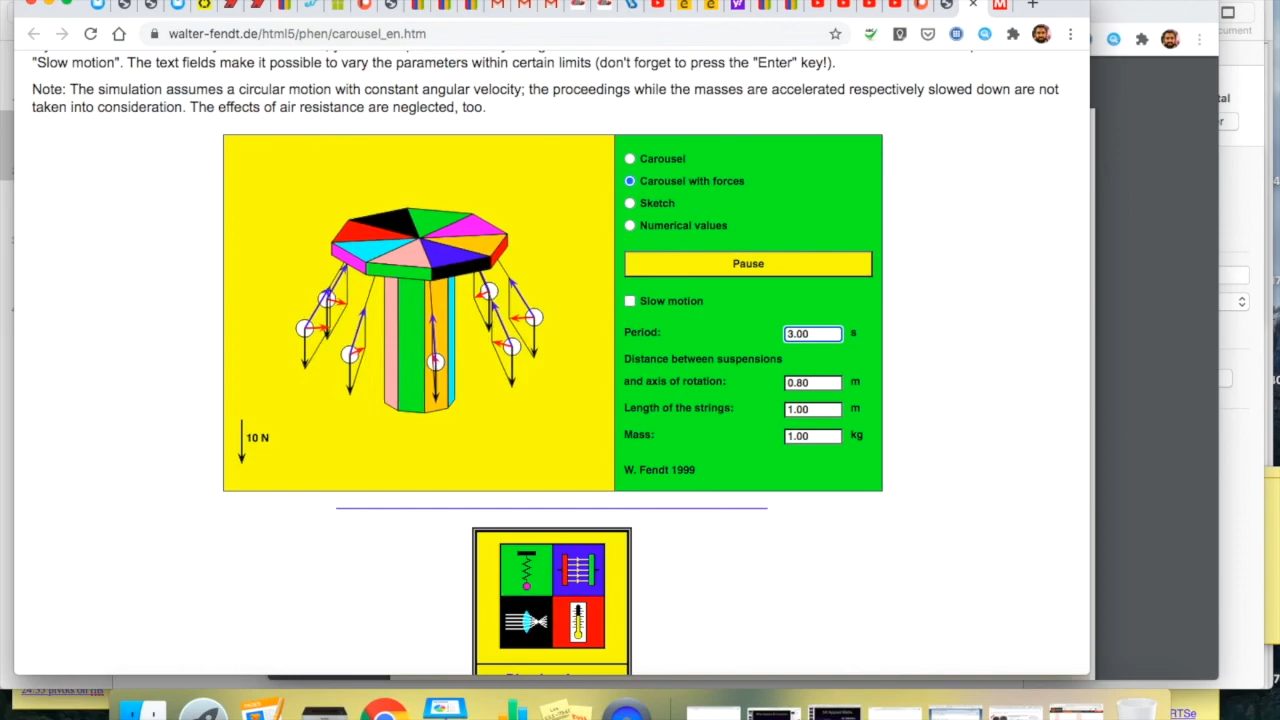 walter-fendt.de/html5/phen/carousel_en.htm
"Slow motion". The text fields make it possible to vary the parameters within certain limits (don't forget to press the "Enter" key!).
Note: The simulation assumes a circular motion with constant angular velocity; the proceedings while the masses are accelerated respectively slowed down are not
taken into consideration. The effects of air resistance are neglected, too.
Carousel
Carousel with forces
Sketch
Numerical values
Pause
Slow motion
Period: 3.00 s
Distance between suspensions
and axis of rotation: 0.80 m
Length of the strings: 1.00 m
Mass: 1.00 kg
10 N
W. Fendt 1999